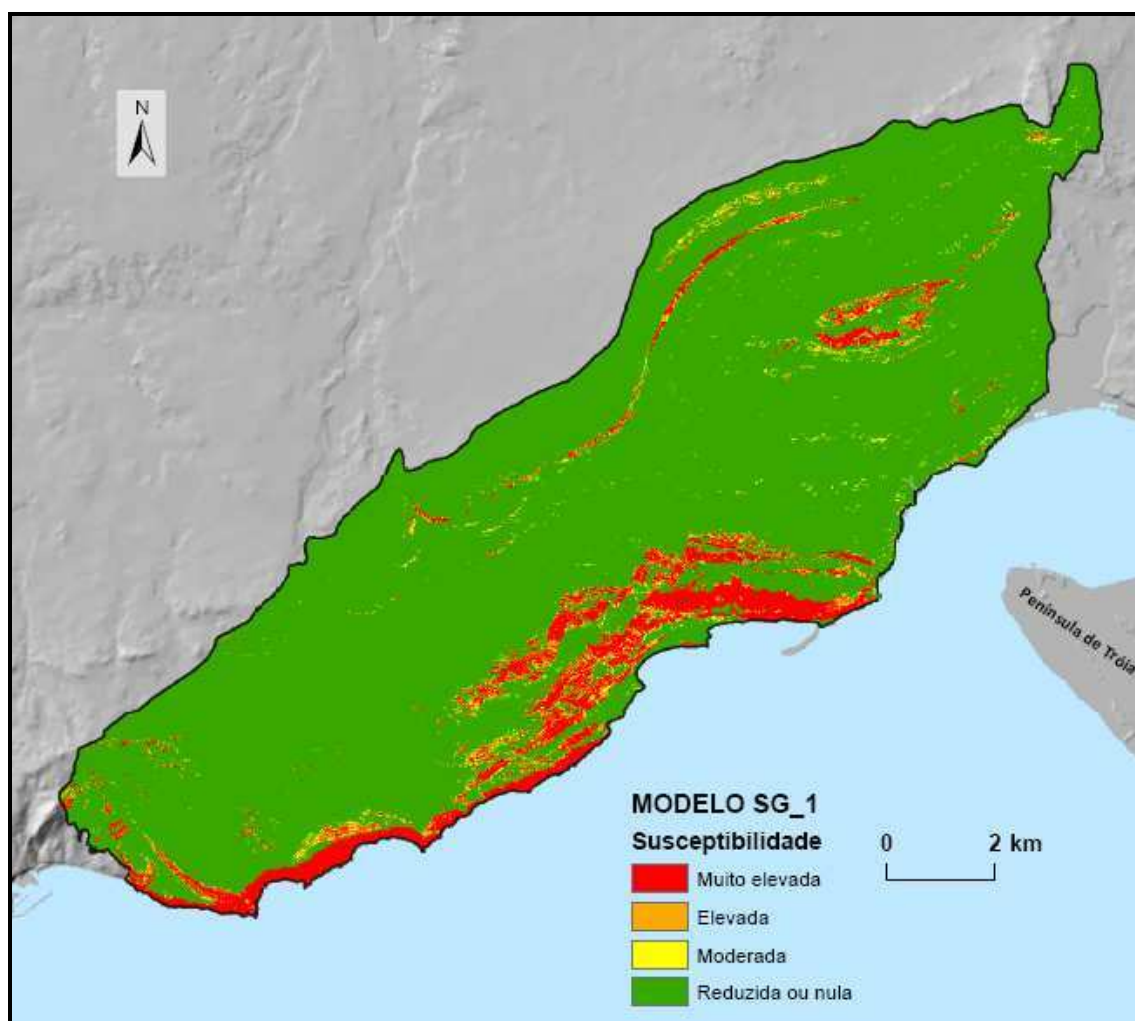 N
Península de Tróia
MODELO SG_1
Susceptibilidade
0 2 km
Muito elevada
Elevada
Moderada
Reduzida ou nula